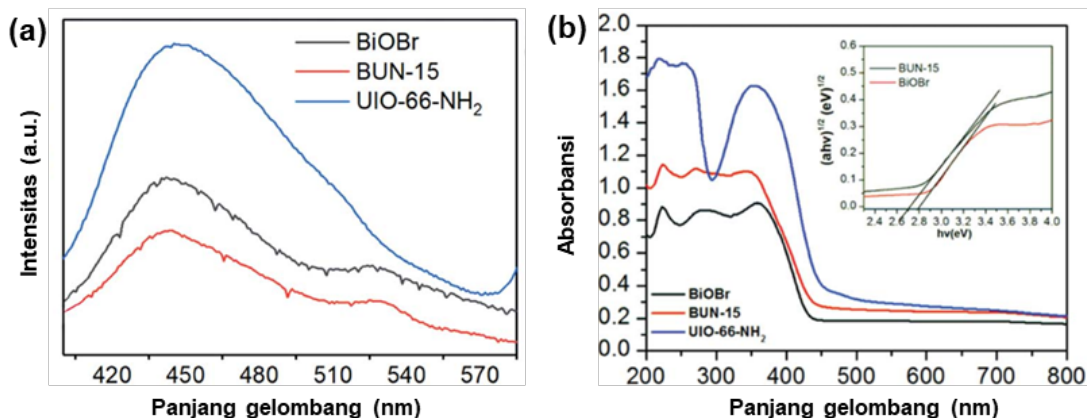 (a)
BiOBr
BUN-15
UIO-66-NH₂
Intensitas (a.u.)
420 450 480 510 540 570
Panjang gelombang (nm)
(b)
2.0
1.8
1.6
1.4
1.2
1.0
0.8
0.6
0.4
0.2
0.0
Absorbansi
BiOBr
BUN-15
UIO-66-NH₂
200 300 400 500 600 700 800
Panjang gelombang (nm)
0.6
0.5
0.4
0.3
0.2
0.1
0.0
(ahv)¹/² (eV)¹/²
BUN-15
BiOBr
2.4 2.6 2.8 3.0 3.2 3.4 3.6 3.8 4.0
hv(eV)